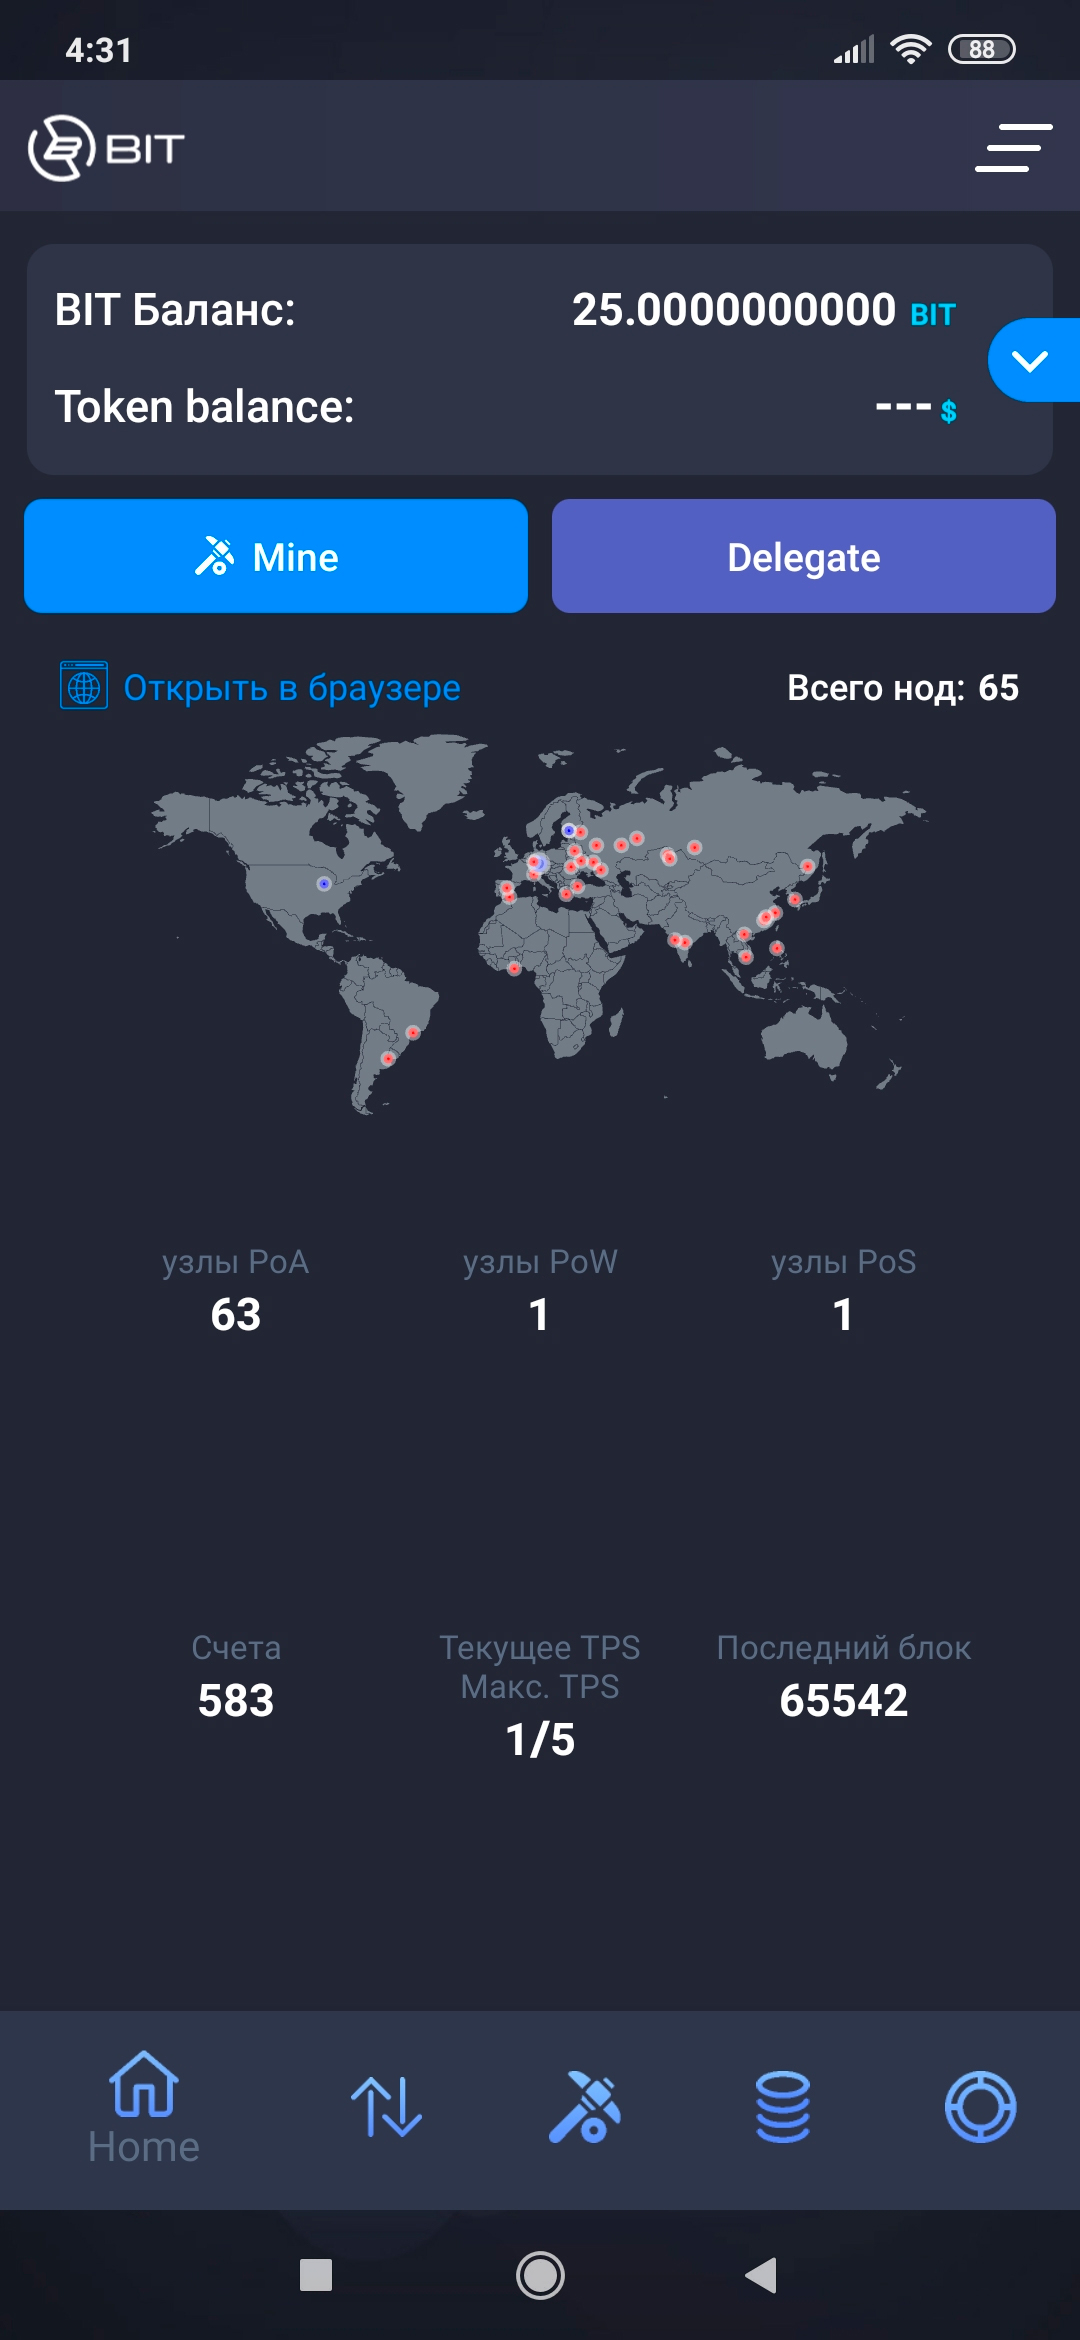 4:31
88
BIT
BIT Баланс: 25.0000000000 BIT
Token balance: --- $
Mine
Delegate
Открыть в браузере
Всего нод: 65
узлы PoA
63
узлы PoW
1
узлы PoS
1
Счета
583
Текущее TPS
Макс. TPS
1/5
Последний блок
65542
Home